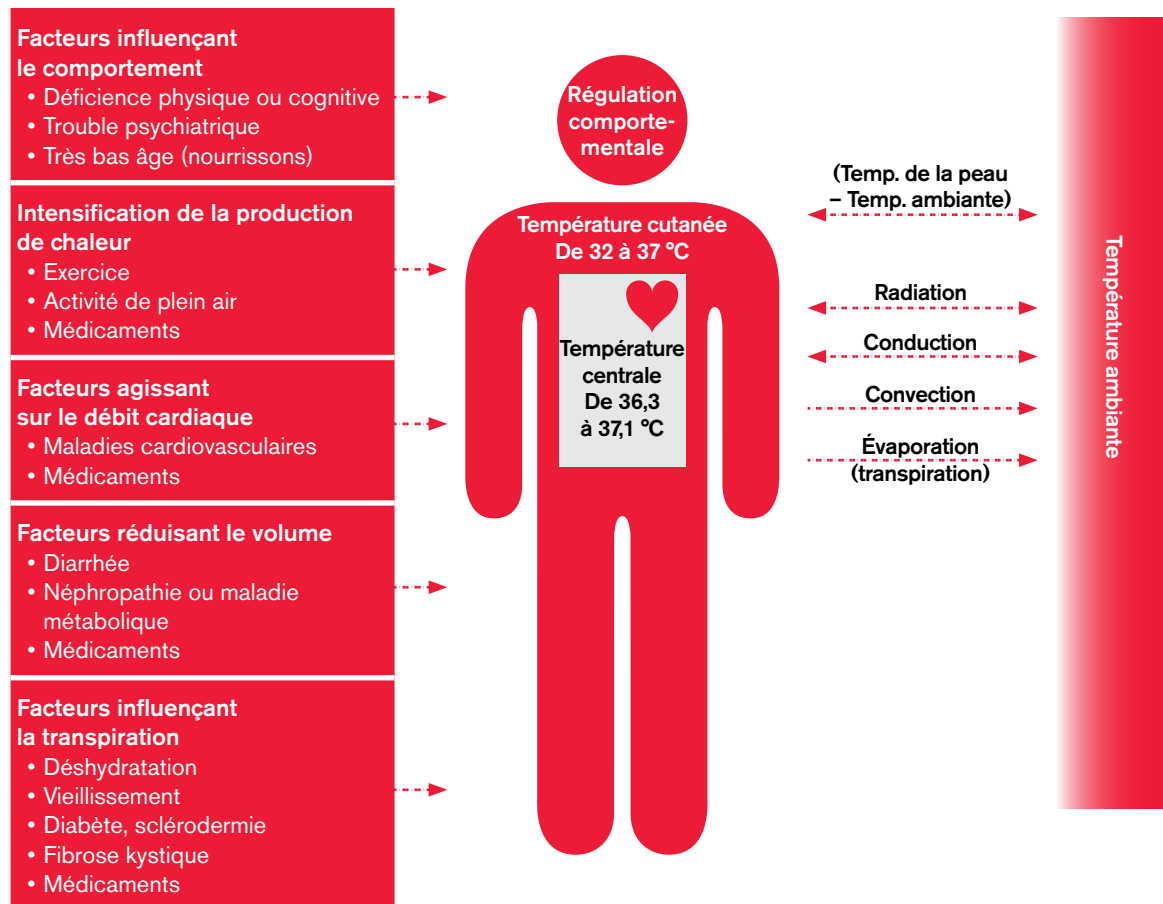 Facteurs influençant
le comportement
• Déficience physique ou cognitive
• Trouble psychiatrique
• Très bas âge (nourrissons)
Intensification de la production
de chaleur
• Exercice
• Activité de plein air
• Médicaments
Facteurs agissant
sur le débit cardiaque
• Maladies cardiovasculaires
• Médicaments
Facteurs réduisant le volume
• Diarrhée
• Néphropathie ou maladie
métabolique
• Médicaments
Facteurs influençant
la transpiration
• Déshydratation
• Vieillissement
• Diabète, sclérodermie
• Fibrose kystique
• Médicaments
Régulation
comporte-
mentale
Température cutanée
De 32 à 37 °C
Température
centrale
De 36,3
à 37,1 °C
(Temp. de la peau
– Temp. ambiante)
Radiation
Conduction
Convection
Évaporation
(transpiration)
Température ambiante